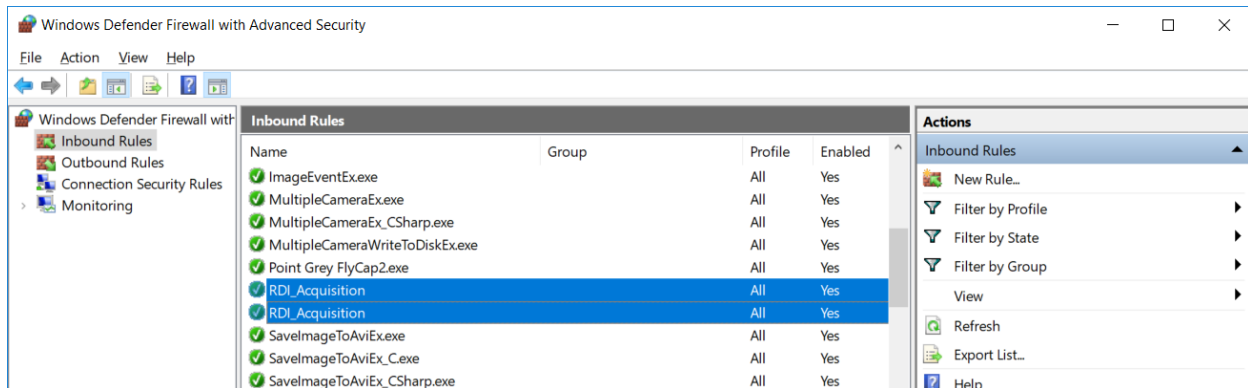 Windows Defender Firewall with Advanced Security
File Action View Help
Windows Defender Firewall with
Inbound Rules
Outbound Rules
Connection Security Rules
Monitoring
Inbound Rules
Name Group Profile Enabled
ImageEventEx.exe All Yes
MultipleCameraEx.exe All Yes
MultipleCameraEx_CSharp.exe All Yes
MultipleCameraWriteToDiskEx.exe All Yes
Point Grey FlyCap2.exe All Yes
RDI_Acquisition All Yes
RDI_Acquisition All Yes
SaveImageToAviEx.exe All Yes
SaveImageToAviEx_C.exe All Yes
SaveImageToAviEx_CSharp.exe All Yes
Actions
Inbound Rules
New Rule...
Filter by Profile
Filter by State
Filter by Group
View
Refresh
Export List...
Help